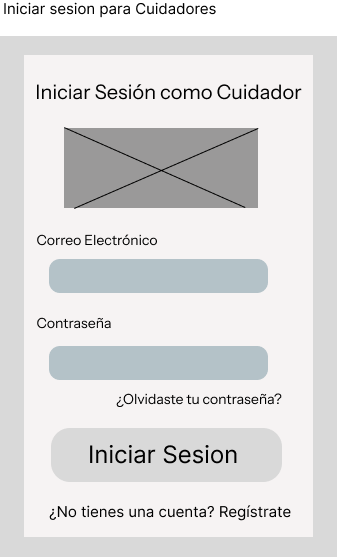 Iniciar sesion para Cuidadores
Iniciar Sesión como Cuidador
Correo Electrónico
Contraseña
¿Olvidaste tu contraseña?
Iniciar Sesion
¿No tienes una cuenta? Regístrate